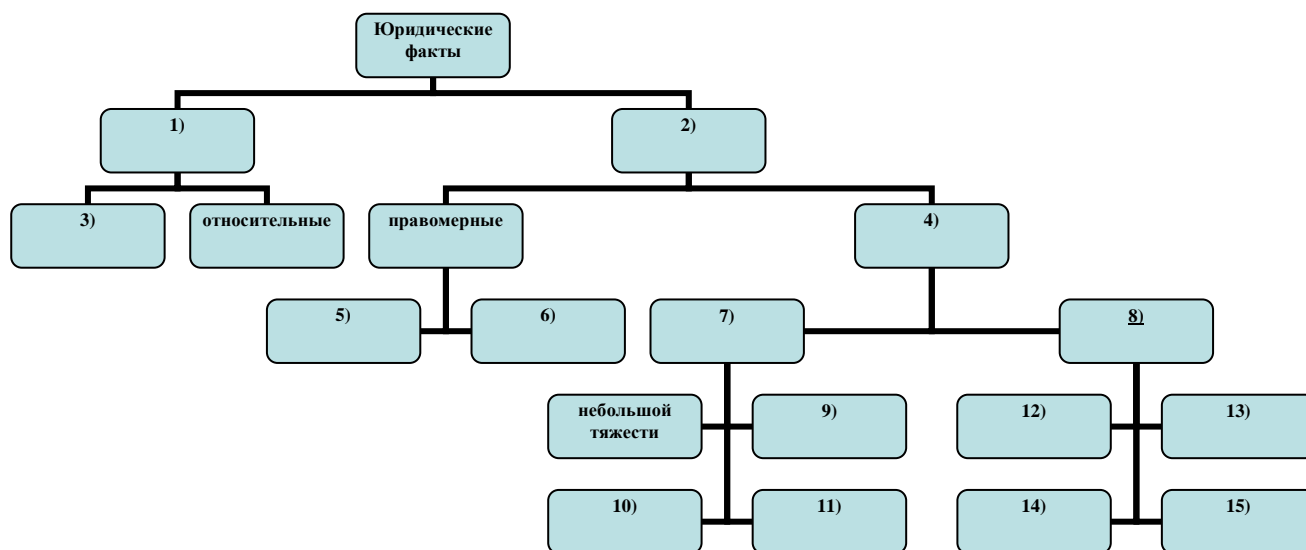 Юридические
факты
1)
2)
3)
относительные
правомерные
4)
5)
6)
7)
8)
небольшой
тяжести
9)
12)
13)
10)
11)
14)
15)